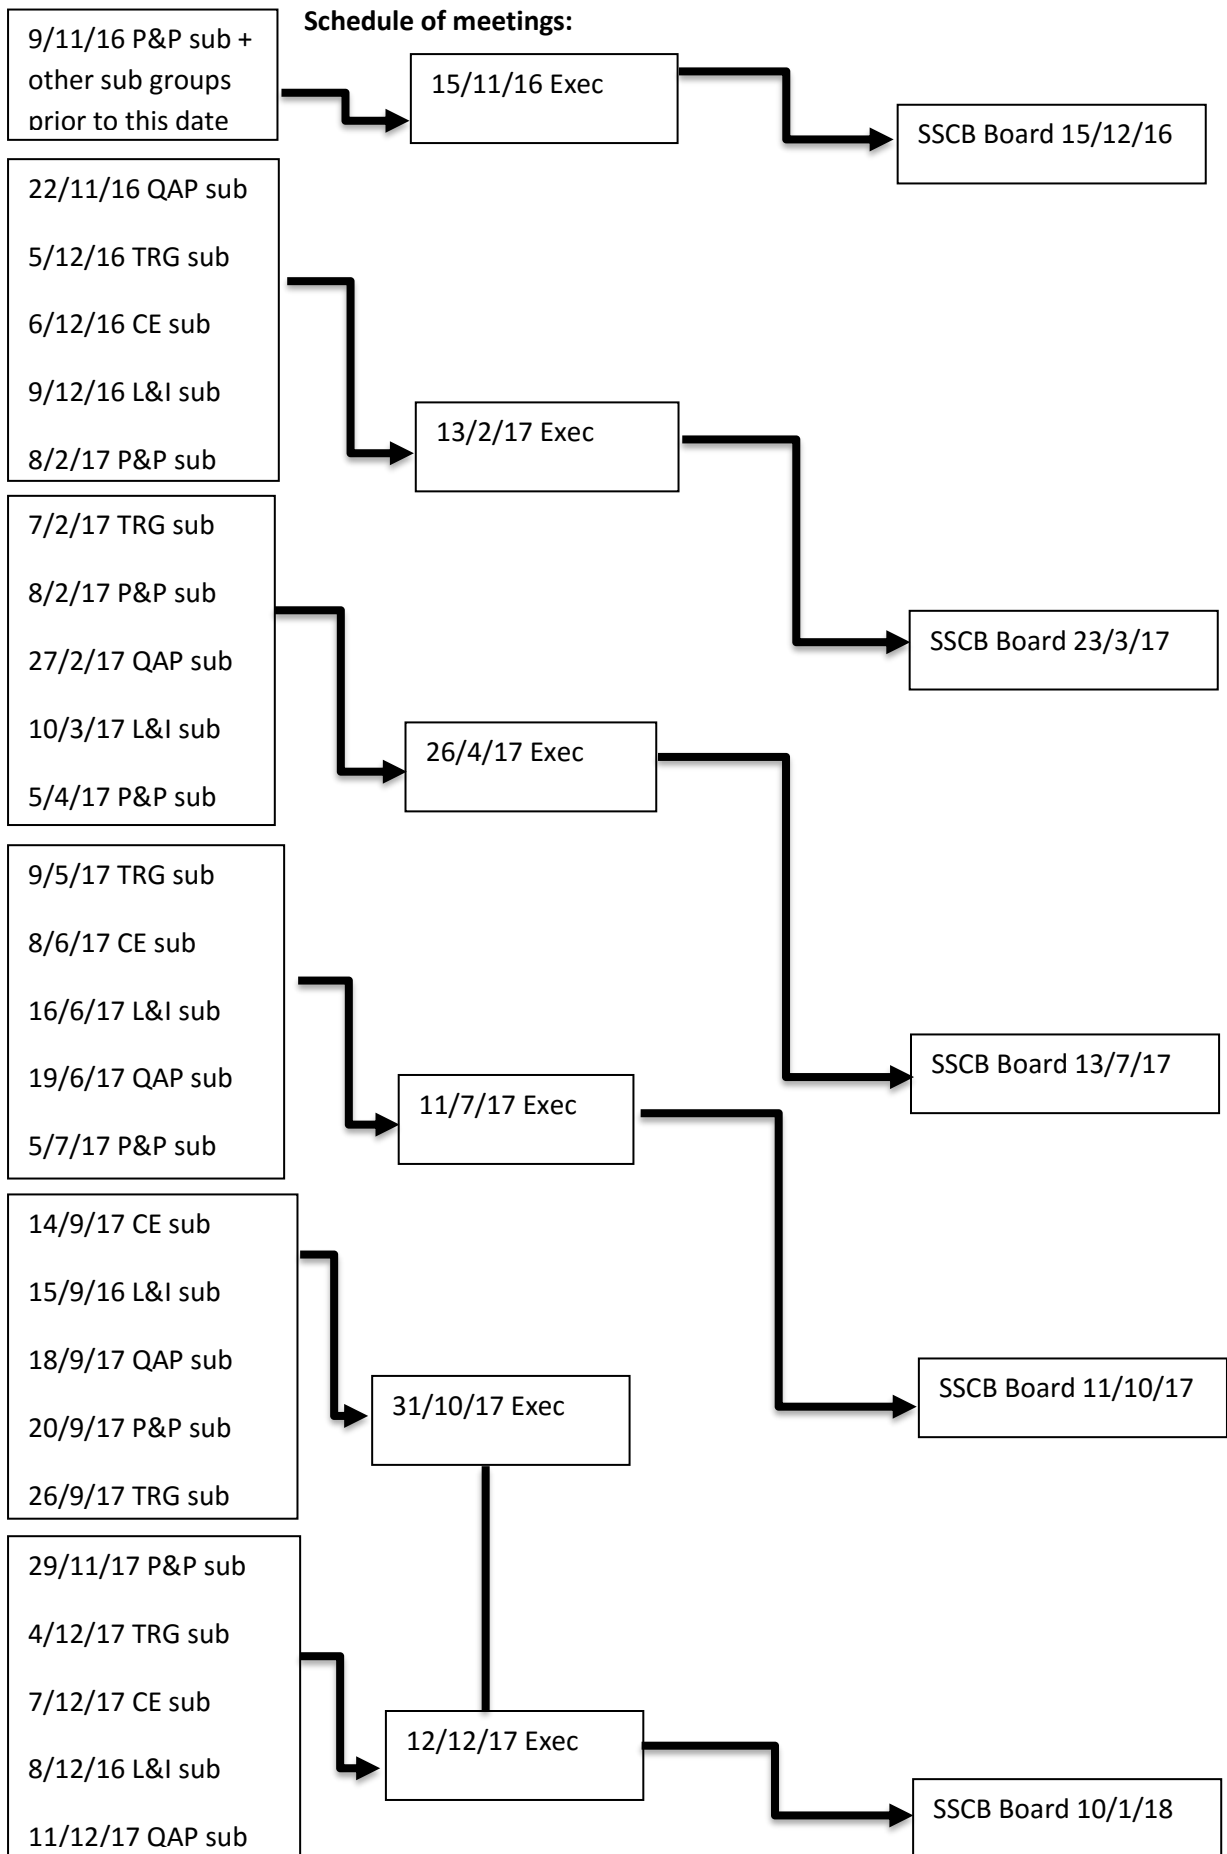 Schedule of meetings:
9/11/16 P&P sub +
other sub groups
prior to this date
15/11/16 Exec
SSCB Board 15/12/16
22/11/16 QAP sub
5/12/16 TRG sub
6/12/16 CE sub
9/12/16 L&I sub
8/2/17 P&P sub
13/2/17 Exec
SSCB Board 23/3/17
7/2/17 TRG sub
8/2/17 P&P sub
27/2/17 QAP sub
10/3/17 L&I sub
5/4/17 P&P sub
26/4/17 Exec
SSCB Board 13/7/17
9/5/17 TRG sub
8/6/17 CE sub
16/6/17 L&I sub
19/6/17 QAP sub
5/7/17 P&P sub
11/7/17 Exec
SSCB Board 11/10/17
14/9/17 CE sub
15/9/16 L&I sub
18/9/17 QAP sub
20/9/17 P&P sub
26/9/17 TRG sub
31/10/17 Exec
29/11/17 P&P sub
4/12/17 TRG sub
7/12/17 CE sub
8/12/16 L&I sub
11/12/17 QAP sub
12/12/17 Exec
SSCB Board 10/1/18